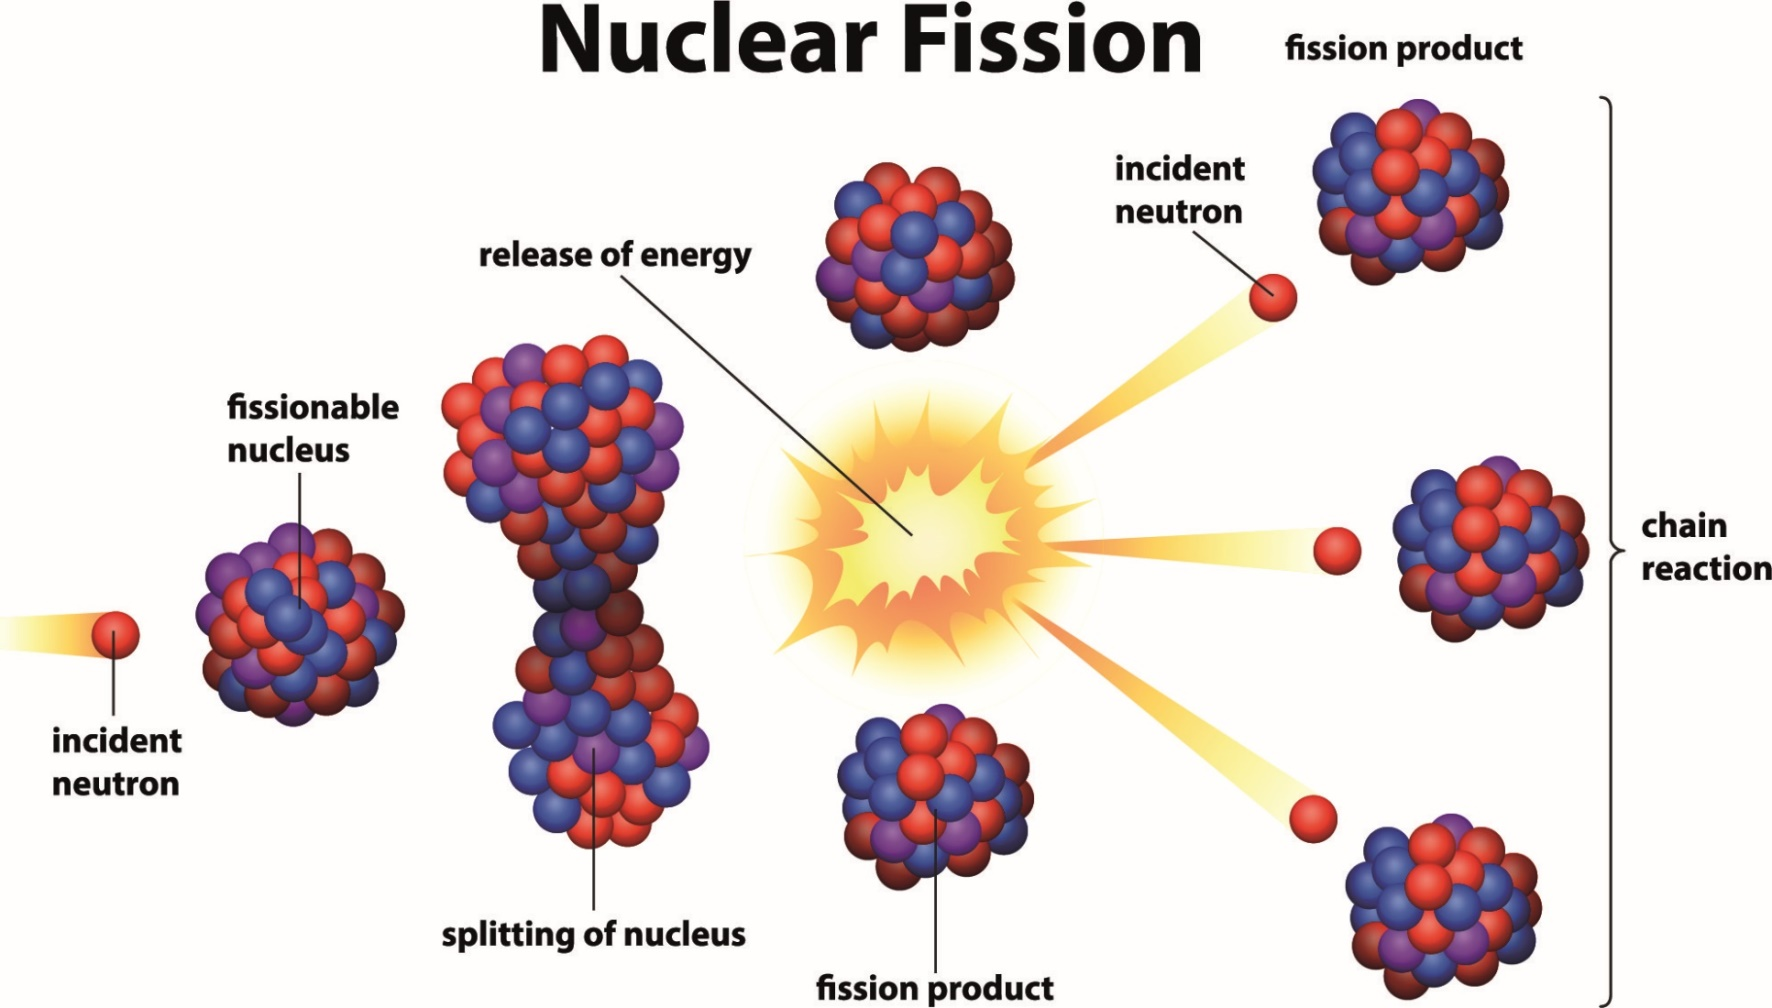 Nuclear Fission
fission product
incident
neutron
release of energy
fissionable
nucleus
chain
reaction
incident
neutron
splitting of nucleus
fission product